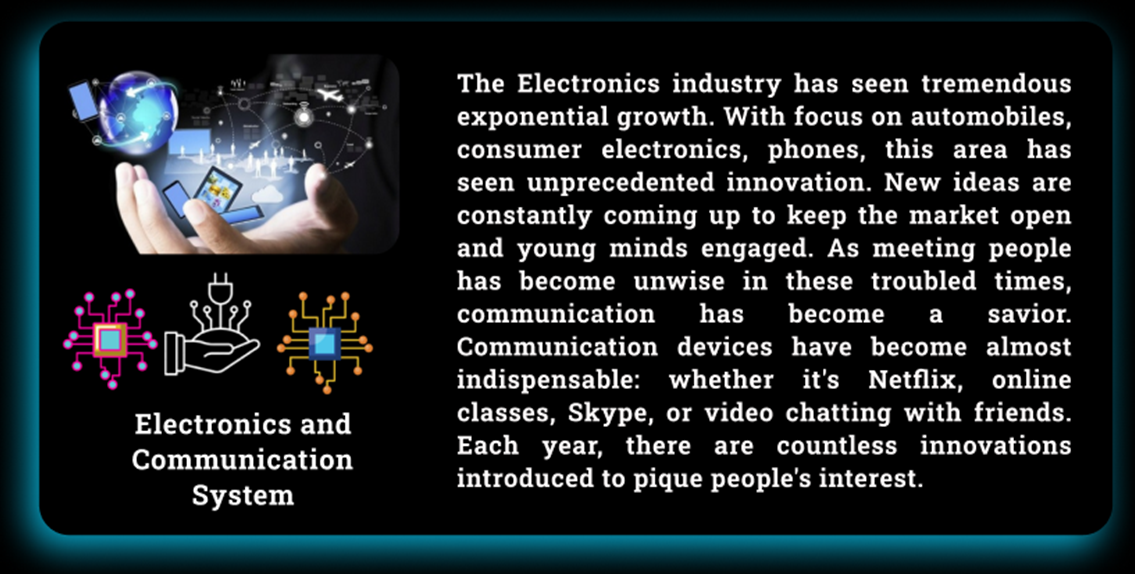 Electronics and
Communication
System
The Electronics industry has seen tremendous
exponential growth. With focus on automobiles,
consumer electronics, phones, this area has
seen unprecedented innovation. New ideas are
constantly coming up to keep the market open
and young minds engaged. As meeting people
has become unwise in these troubled times,
communication has become a savior.
Communication devices have become almost
indispensable: whether it's Netflix, online
classes, Skype, or video chatting with friends.
Each year, there are countless innovations
introduced to pique people's interest.